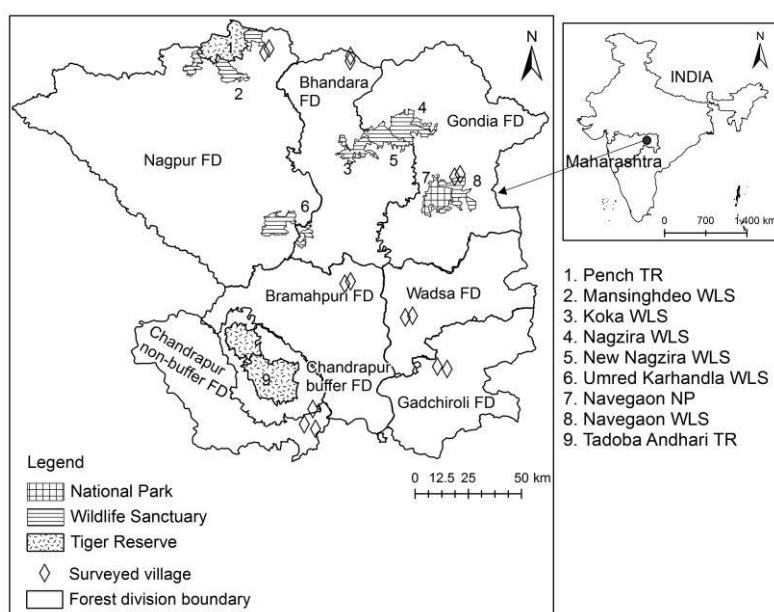 N
1
2
Bhandara
FD
4
Gondia FD
Nagpur FD
3
5
7
8
6
Bramahpuri FD
Wadsa FD
Chandrapur
non-buffer FD
9
Chandrapur
buffer FD
Gadchiroli FD
Legend
National Park
Wildlife Sanctuary
Tiger Reserve
Surveyed village
Forest division boundary
0 12.5 25 50 km
N
INDIA
Maharashtra
0 700 1,400 km
1. Pench TR
2. Mansinghdeo WLS
3. Koka WLS
4. Nagzira WLS
5. New Nagzira WLS
6. Umred Karhandla WLS
7. Navegaon NP
8. Navegaon WLS
9. Tadoba Andhari TR